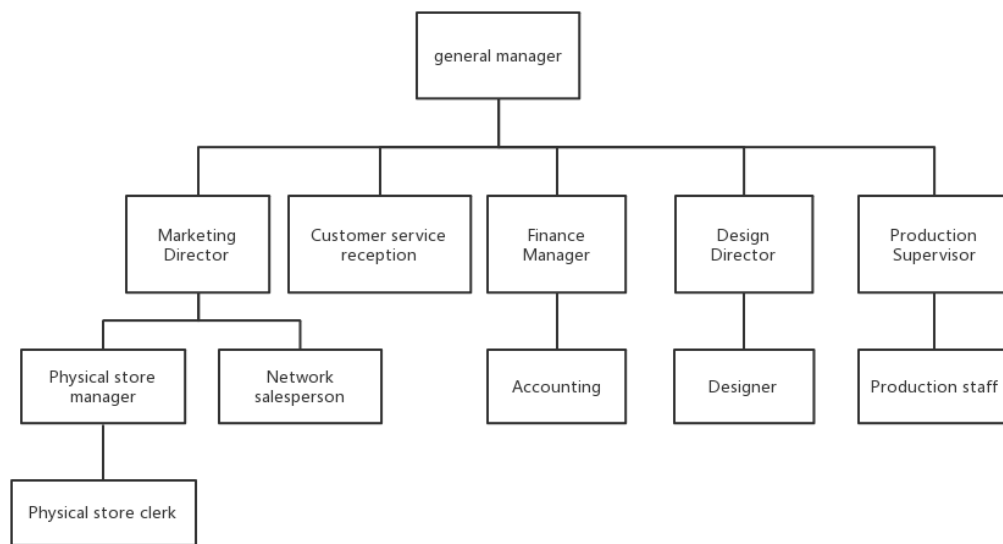 general manager
Marketing
Director
Customer service
reception
Finance
Manager
Design
Director
Production
Supervisor
Physical store
manager
Network
salesperson
Accounting
Designer
Production staff
Physical store clerk